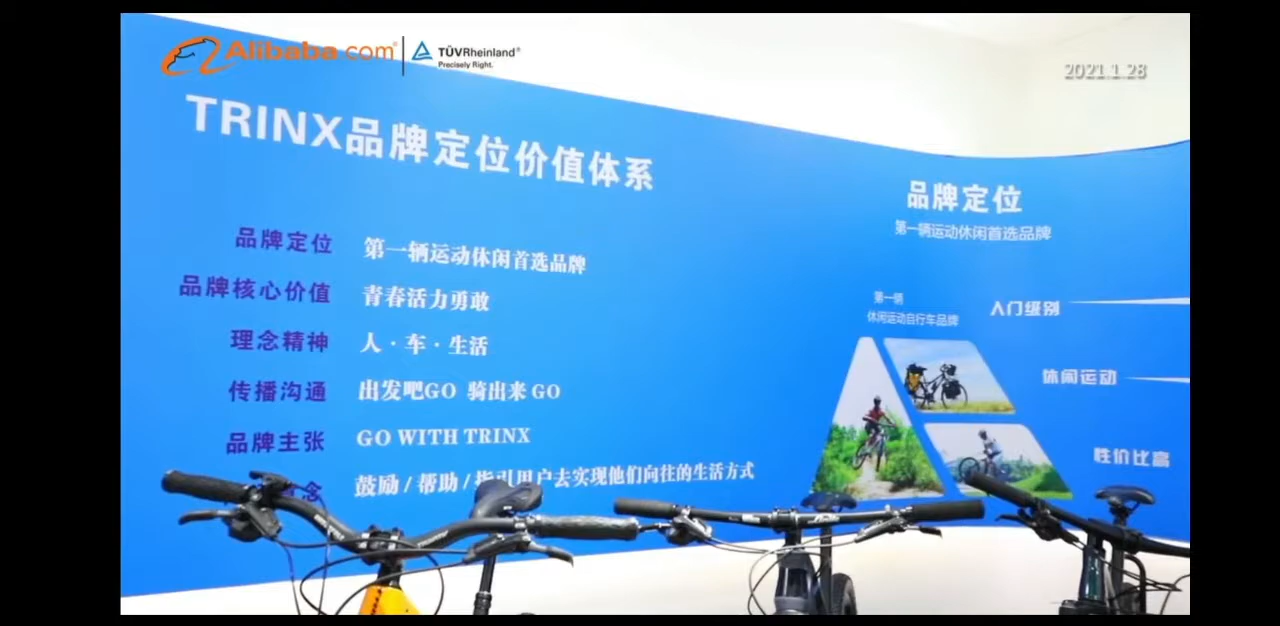 Alibaba.com
TÜVRheinland®
Precisely Right.
2021.1.28
TRINX品牌定位价值体系
品牌定位 第一辆运动休闲首选品牌
品牌核心价值 青春活力勇敢
理念精神 人·车·生活
传播沟通 出发吧GO 骑出来 GO
品牌主张 GO WITH TRINX
念 鼓励 / 帮助 / 指引用户去实现他们向往的生活方式
品牌定位
第一辆运动休闲首选品牌
第一辆
休闲运动自行车品牌
入门级别
休闲运动
性价比高